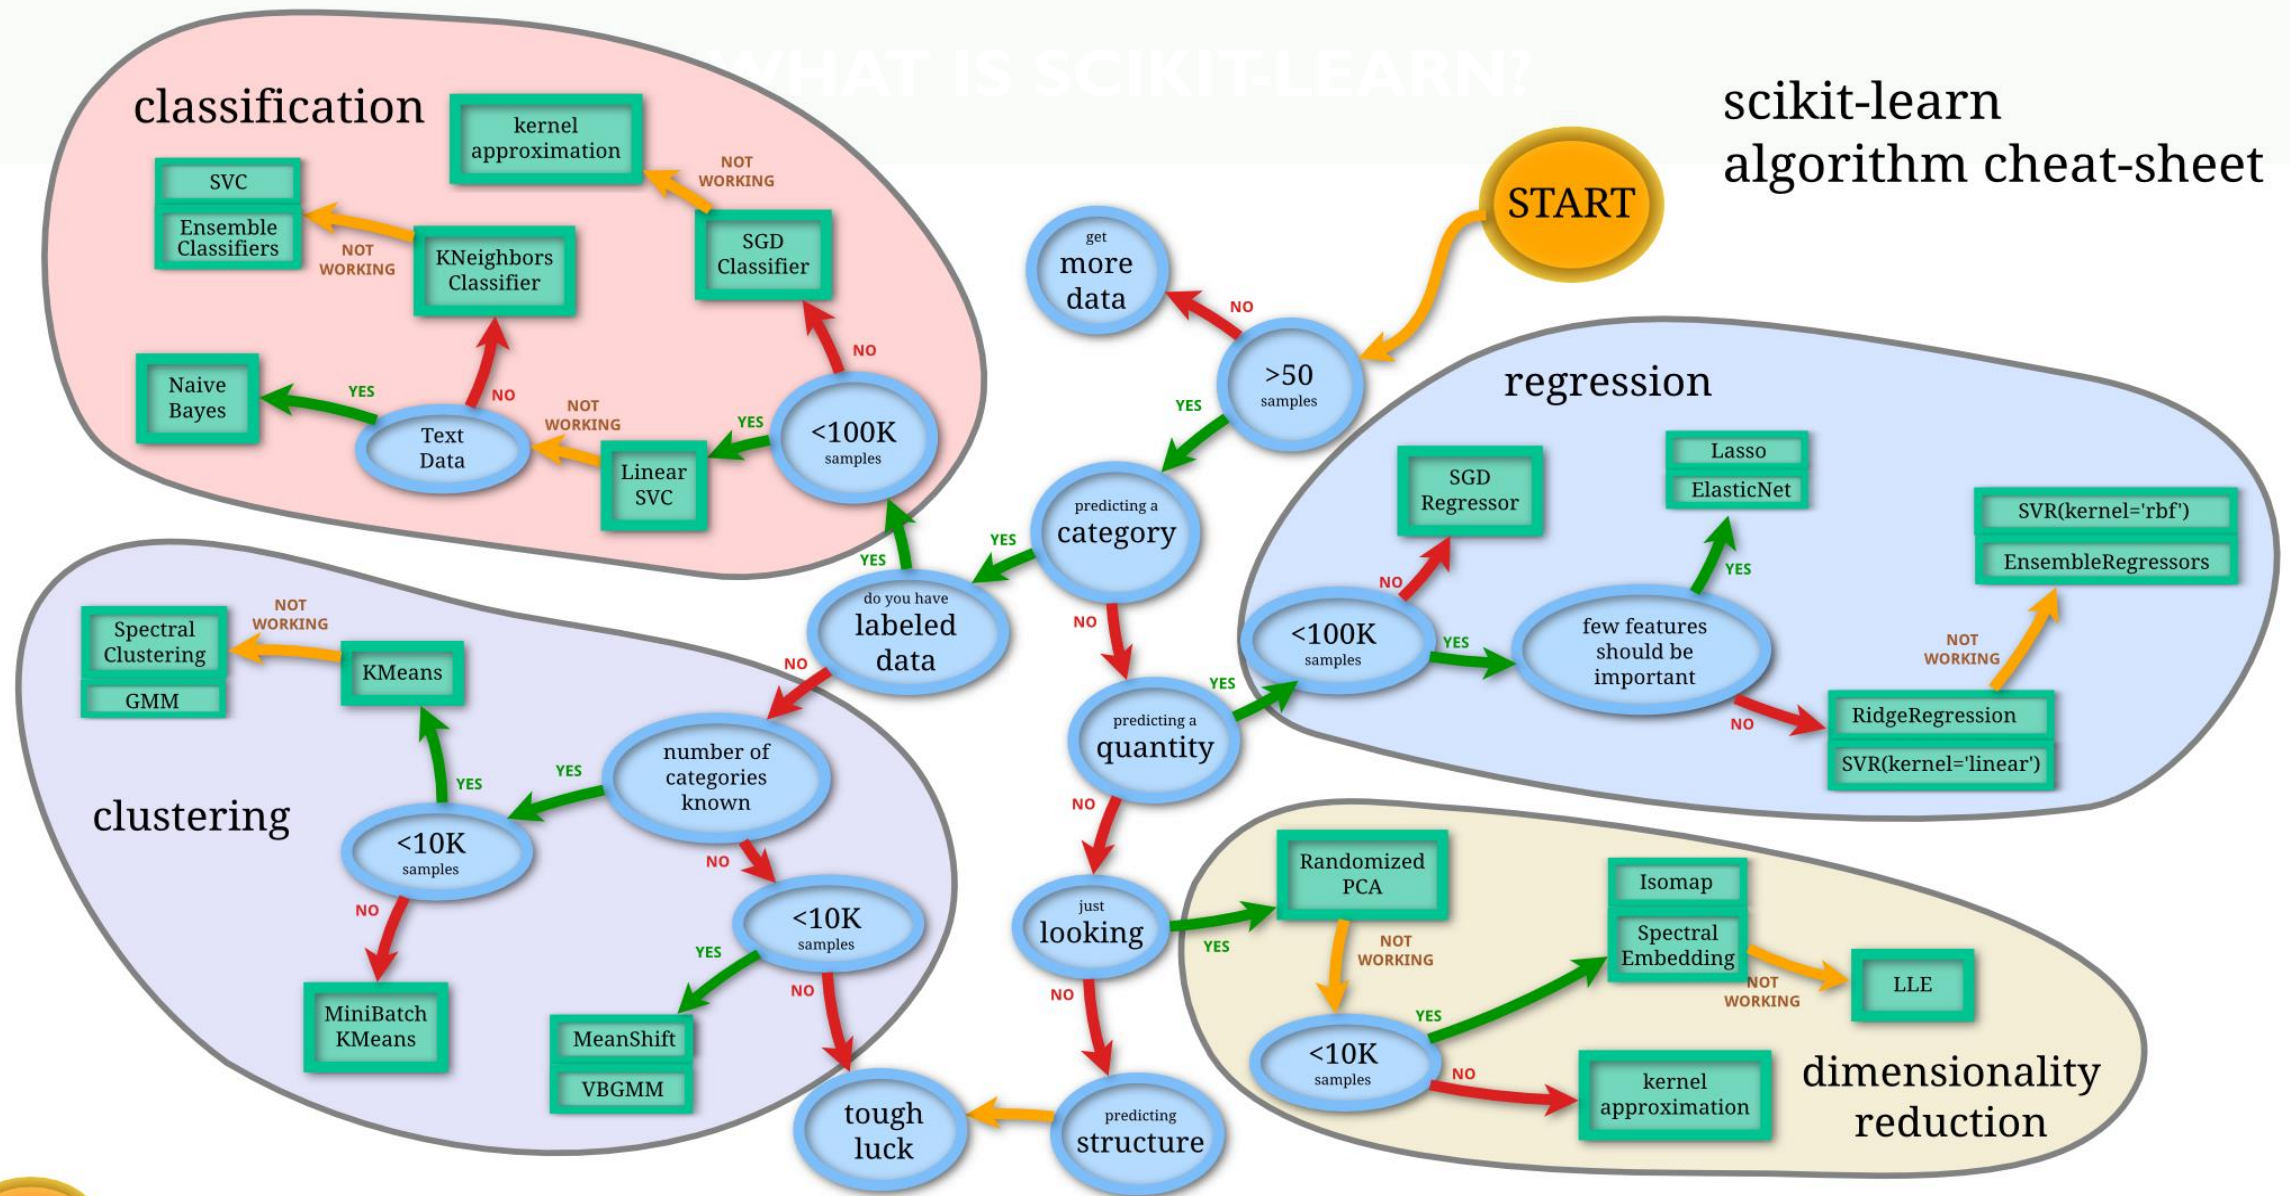 WHAT IS SCIKIT-LEARN?
scikit-learn
algorithm cheat-sheet
START
classification
kernel
approximation
NOT
WORKING
SVC
Ensemble
Classifiers
NOT
WORKING
KNeighbors
Classifier
SGD
Classifier
NO
Naive
Bayes
YES
NO
Text
Data
NOT
WORKING
Linear
SVC
YES
<100K
samples
get
more
data
NO
>50
samples
YES
predicting a
category
YES
YES
do you have
labeled
data
NO
NO
predicting a
quantity
YES
NO
just
looking
YES
NO
predicting
structure
tough
luck
regression
SGD
Regressor
Lasso
ElasticNet
SVR(kernel='rbf')
EnsembleRegressors
NO
YES
<100K
samples
YES
few features
should be
important
NOT
WORKING
NO
RidgeRegression
SVR(kernel='linear')
clustering
Spectral
Clustering
GMM
NOT
WORKING
KMeans
YES
number of
categories
known
YES
NO
<10K
samples
NO
MiniBatch
KMeans
<10K
samples
YES
NO
MeanShift
VBGMM
Randomized
PCA
NOT
WORKING
Isomap
Spectral
Embedding
NOT
WORKING
LLE
YES
<10K
samples
NO
kernel
approximation
dimensionality
reduction